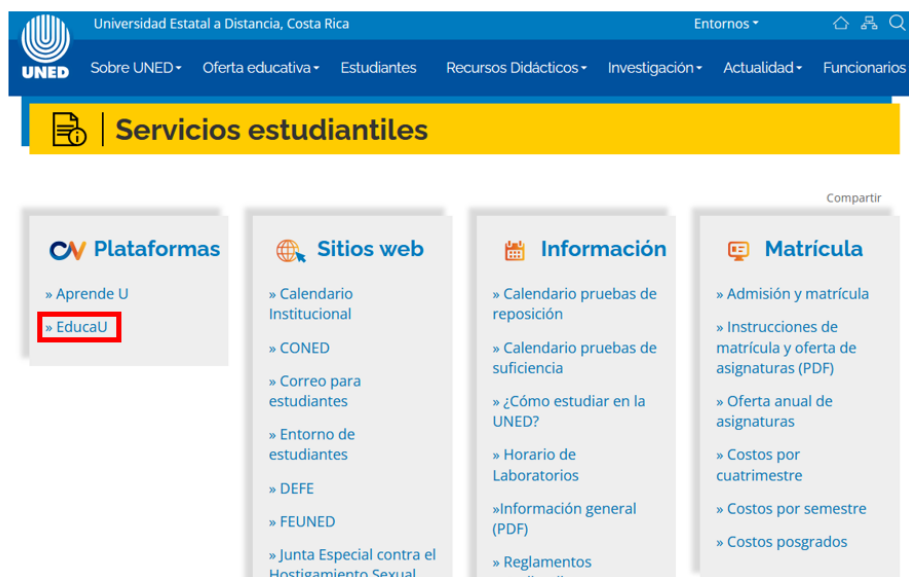 Universidad Estatal a Distancia, Costa Rica
Entornos
UNED
Sobre UNED
Oferta educativa
Estudiantes
Recursos Didácticos
Investigación
Actualidad
Funcionarios
Servicios estudiantiles
Compartir
Plataformas
» Aprende U
» EducaU
Sitios web
» Calendario
Institucional
» CONED
» Correo para
estudiantes
» Entorno de
estudiantes
» DEFE
» FEUNED
» Junta Especial contra el
Hostigamiento Sexual
Información
» Calendario pruebas de
reposición
» Calendario pruebas de
suficiencia
» ¿Cómo estudiar en la
UNED?
» Horario de
Laboratorios
»Información general
(PDF)
» Reglamentos
Matrícula
» Admisión y matrícula
» Instrucciones de
matrícula y oferta de
asignaturas (PDF)
» Oferta anual de
asignaturas
» Costos por
cuatrimestre
» Costos por semestre
» Costos posgrados